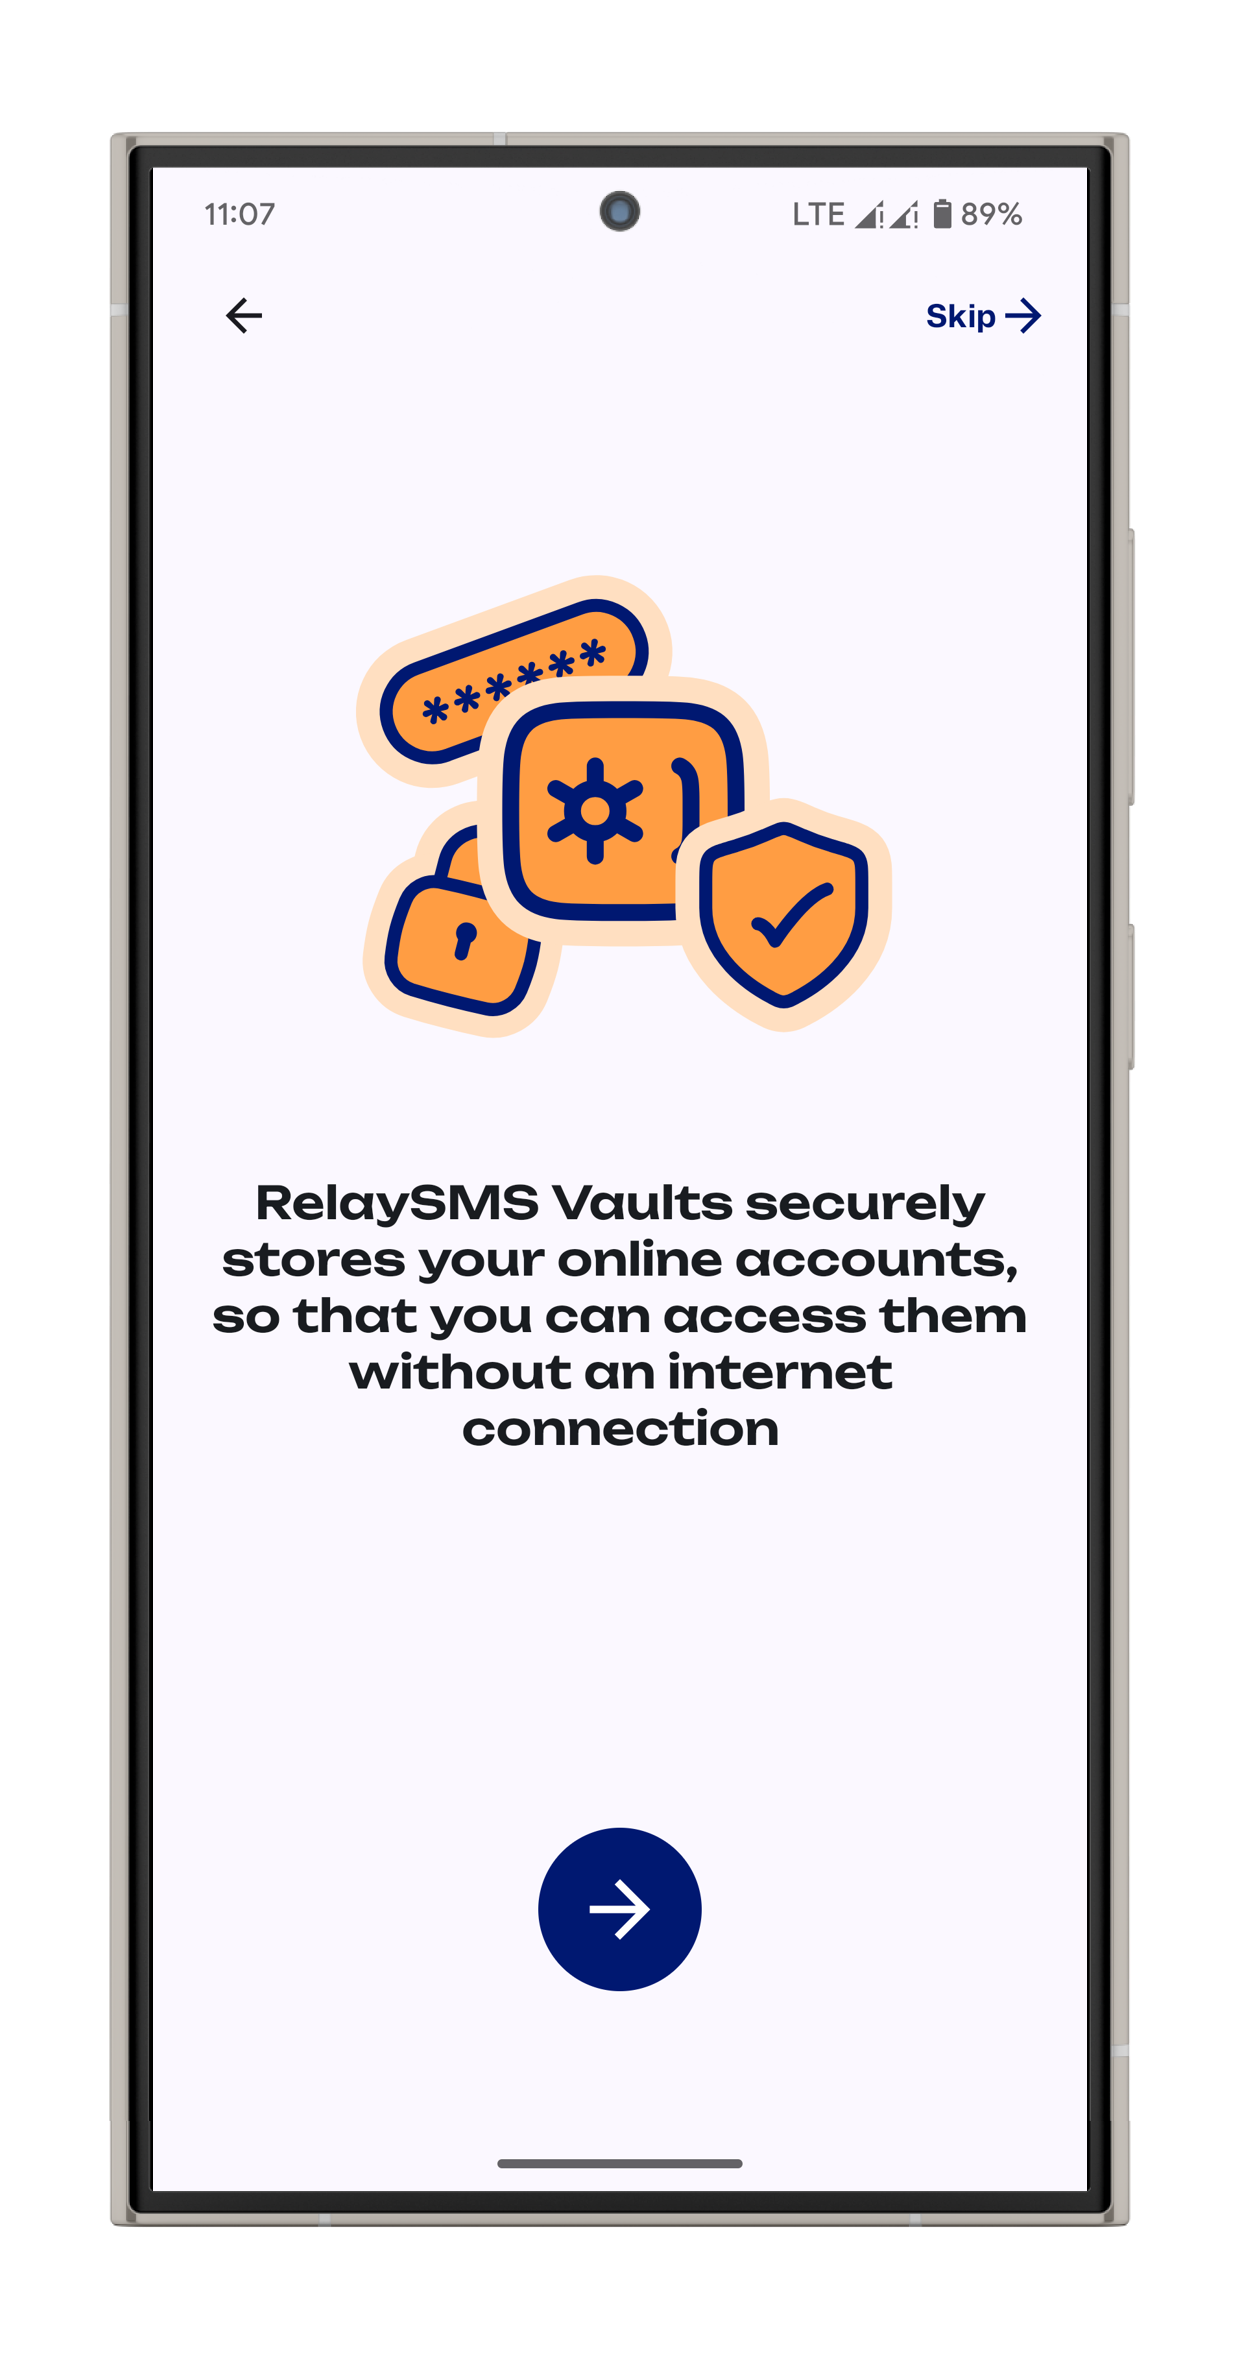 11:07 LTE 89%
Skip
******
RelaySMS Vaults securely
stores your online accounts,
so that you can access them
without an internet
connection